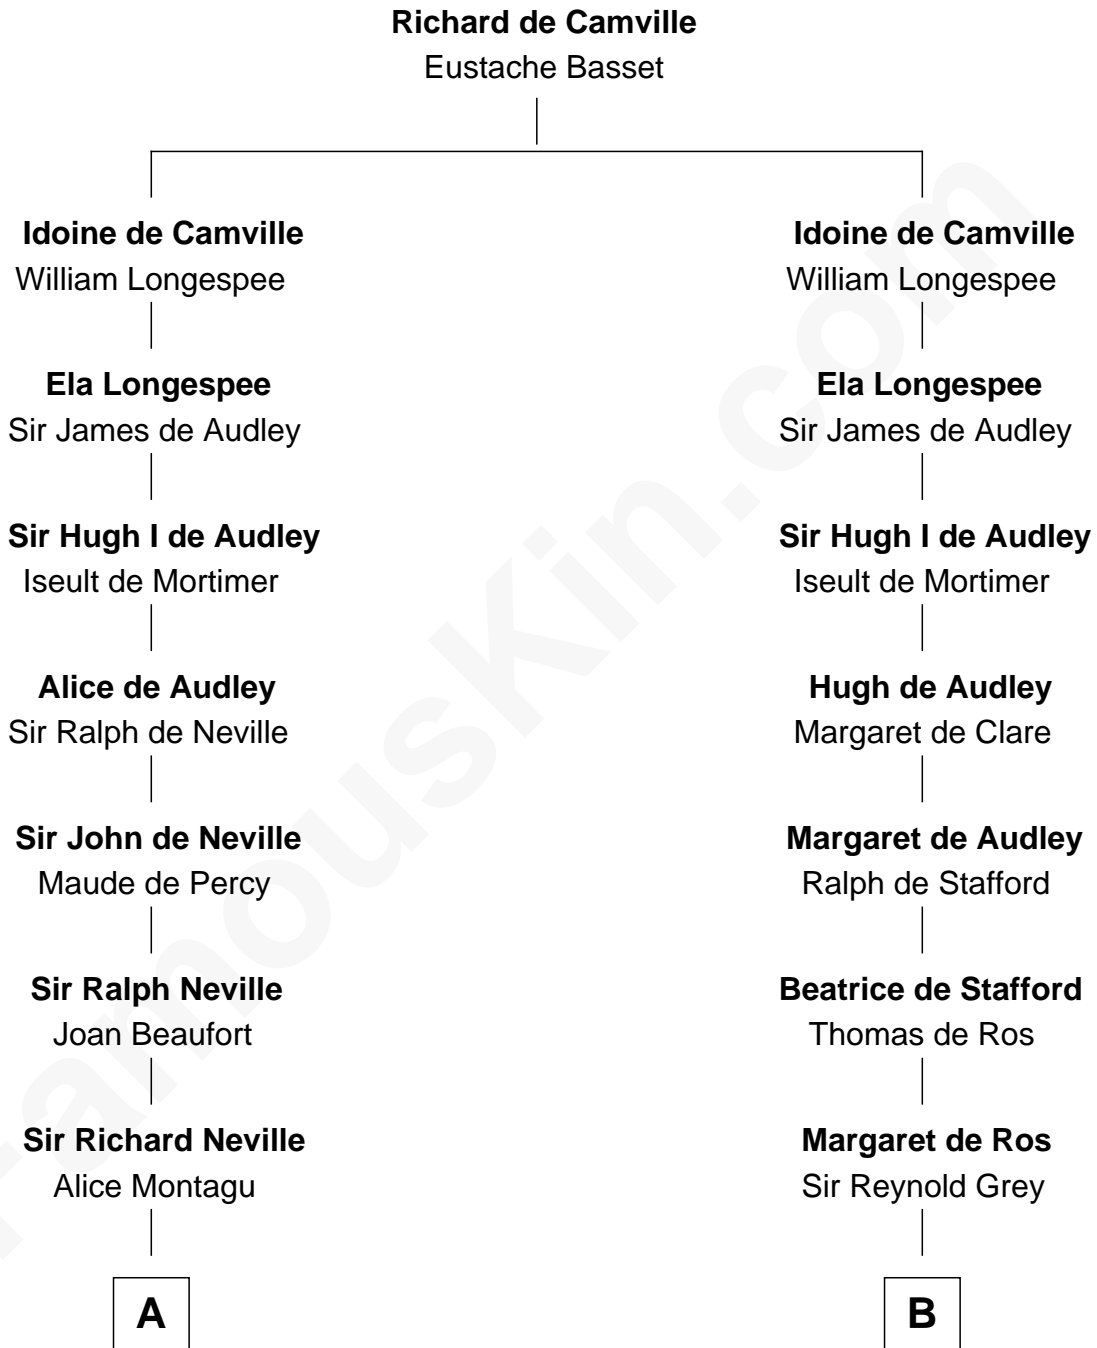 Richard de Camville
Eustache Basset
Idoine de Camville
William Longespee
Ela Longespee
Sir James de Audley
Sir Hugh I de Audley
Iseult de Mortimer
Alice de Audley
Sir Ralph de Neville
Sir John de Neville
Maude de Percy
Sir Ralph Neville
Joan Beaufort
Sir Richard Neville
Alice Montagu
A
Idoine de Camville
William Longespee
Ela Longespee
Sir James de Audley
Sir Hugh I de Audley
Iseult de Mortimer
Hugh de Audley
Margaret de Clare
Margaret de Audley
Ralph de Stafford
Beatrice de Stafford
Thomas de Ros
Margaret de Ros
Sir Reynold Grey
B
FamousKin.com